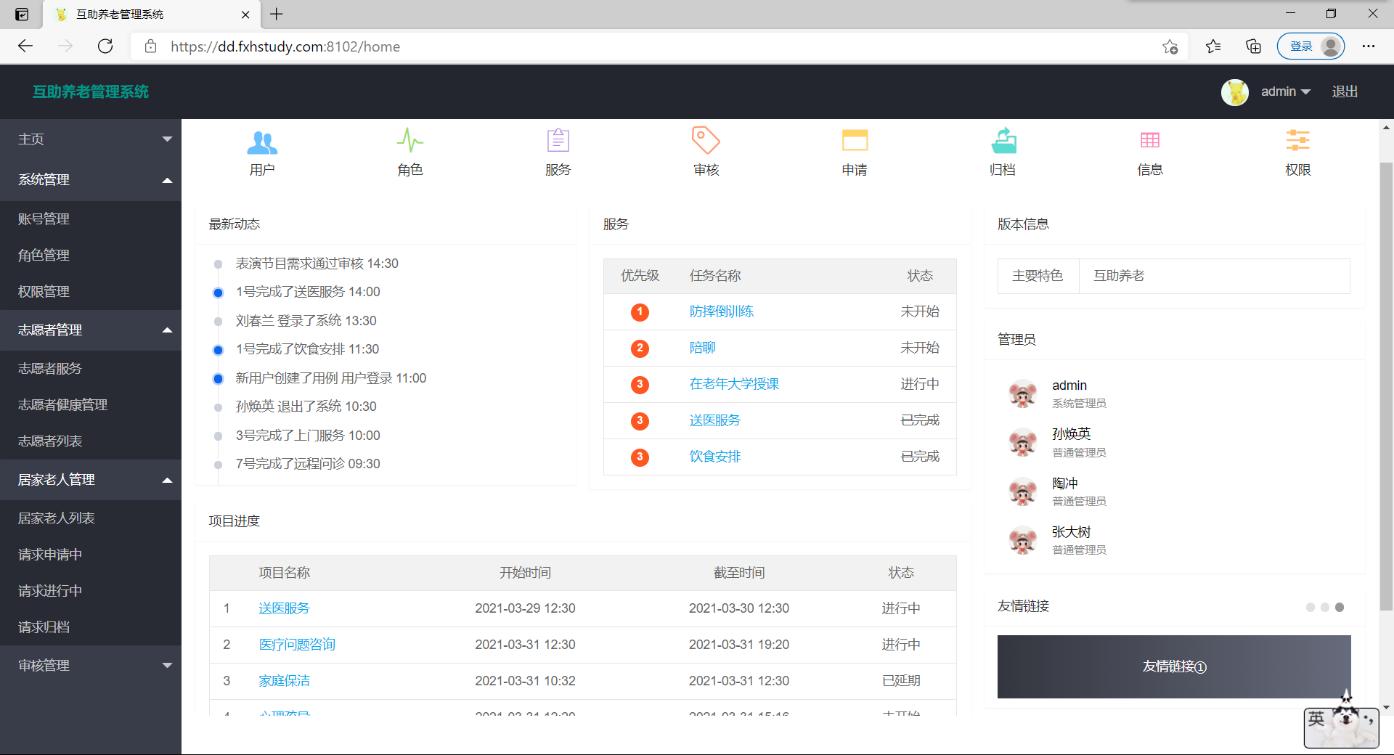 互助养老管理系统
https://dd.fxhstudy.com:8102/home
登录
互助养老管理系统
admin
退出
主页
系统管理
账号管理
角色管理
权限管理
志愿者管理
志愿者服务
志愿者健康管理
志愿者列表
居家老人管理
居家老人列表
请求申请中
请求进行中
请求归档
审核管理
用户 角色 服务 审核 申请 归档 信息 权限
最新动态
表演节目需求通过审核 14:30
1号完成了送医服务 14:00
刘春兰 登录了系统 13:30
1号完成了饮食安排 11:30
新用户创建了用例 用户登录 11:00
孙焕英 退出了系统 10:30
3号完成了上门服务 10:00
7号完成了远程问诊 09:30
服务
优先级 任务名称 状态
1 防摔倒训练 未开始
2 陪聊 未开始
3 在老年大学授课 进行中
3 送医服务 已完成
3 饮食安排 已完成
版本信息
主要特色 互助养老
管理员
admin
系统管理员
孙焕英
普通管理员
陶冲
普通管理员
张大树
普通管理员
项目进度
项目名称 开始时间 截至时间 状态
1 送医服务 2021-03-29 12:30 2021-03-30 12:30 进行中
2 医疗问题咨询 2021-03-31 12:30 2021-03-31 19:20 进行中
3 家庭保洁 2021-03-31 10:32 2021-03-31 12:30 已延期
友情链接
友情链接①
英